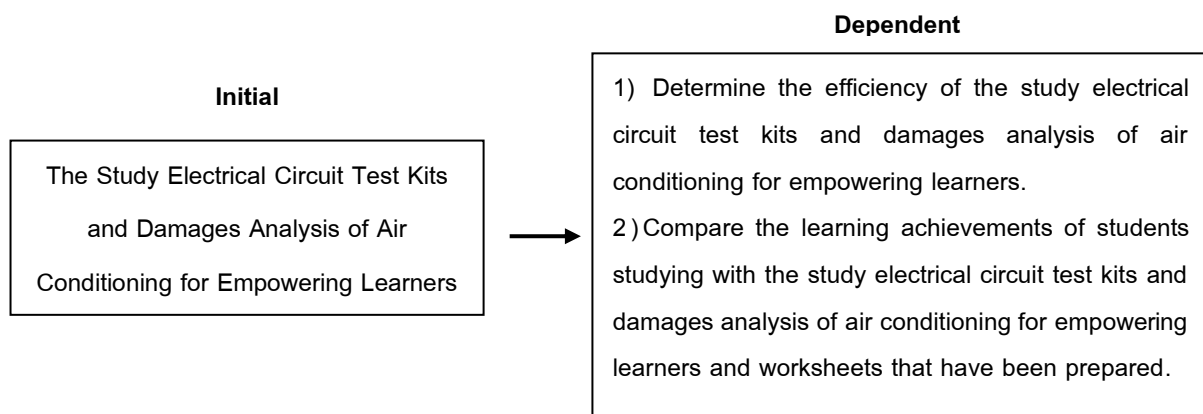 Initial
The Study Electrical Circuit Test Kits
and Damages Analysis of Air
Conditioning for Empowering Learners
Dependent
1) Determine the efficiency of the study electrical
circuit test kits and damages analysis of air
conditioning for empowering learners.
2) Compare the learning achievements of students
studying with the study electrical circuit test kits and
damages analysis of air conditioning for empowering
learners and worksheets that have been prepared.